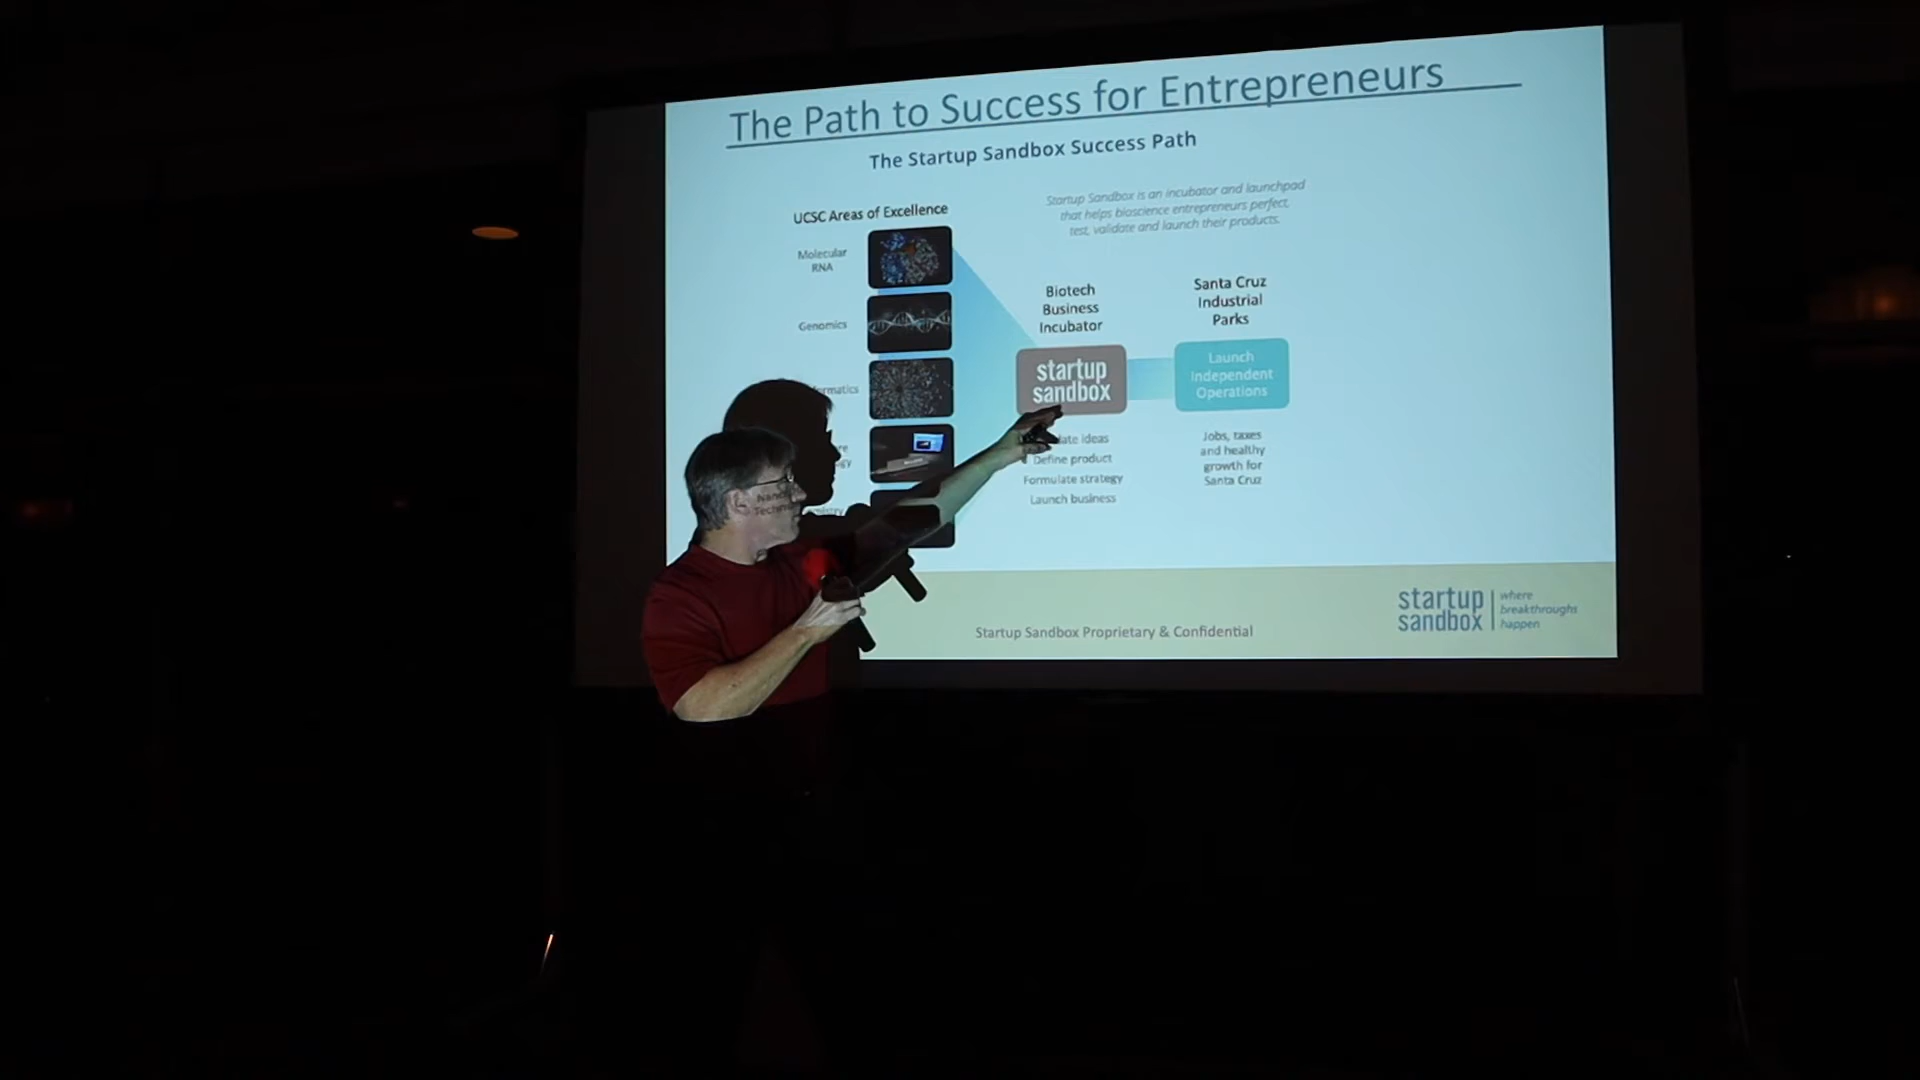 The Path to Success for Entrepreneurs
The Startup Sandbox Success Path
Startup Sandbox is an incubator and launchpad
that helps bioscience entrepreneurs perfect,
test, validate and launch their products.
UCSC Areas of Excellence
Molecular
RNA
Genomics
Biotech
Business
Incubator
startup
sandbox
ideas
Define product
Formulate strategy
Launch business
Santa Cruz
Industrial
Parks
Launch
Independent
Operations
Jobs, taxes
and healthy
growth for
Santa Cruz
Startup Sandbox Proprietary & Confidential
startup
sandbox
where
breakthroughs
happen